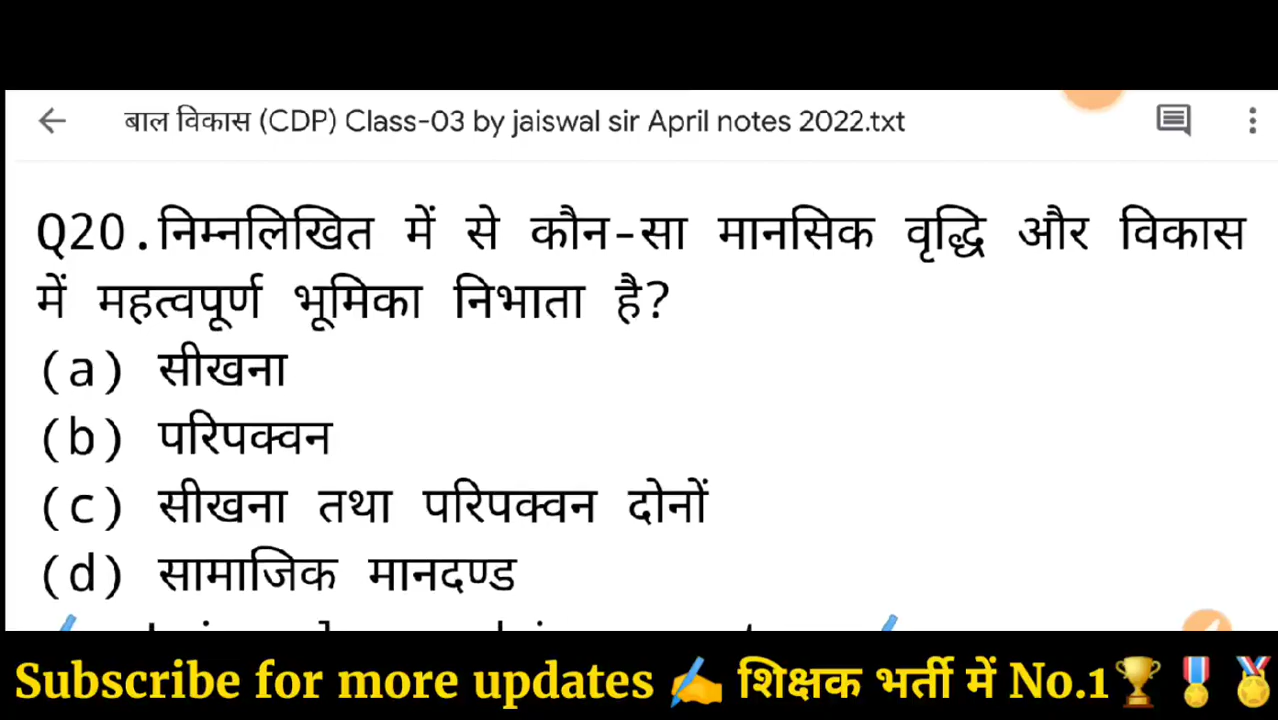 बाल विकास (CDP) Class-03 by jaiswal sir April notes 2022.txt
Q20.निम्नलिखित में से कौन-सा मानसिक वृद्धि और विकास
में महत्वपूर्ण भूमिका निभाता है?
(a) सीखना
(b) परिपक्वन
(c) सीखना तथा परिपक्वन दोनों
(d) सामाजिक मानदण्ड
Subscribe for more updates ✍️ शिक्षक भर्ती में No.1🏆🎖️🏅